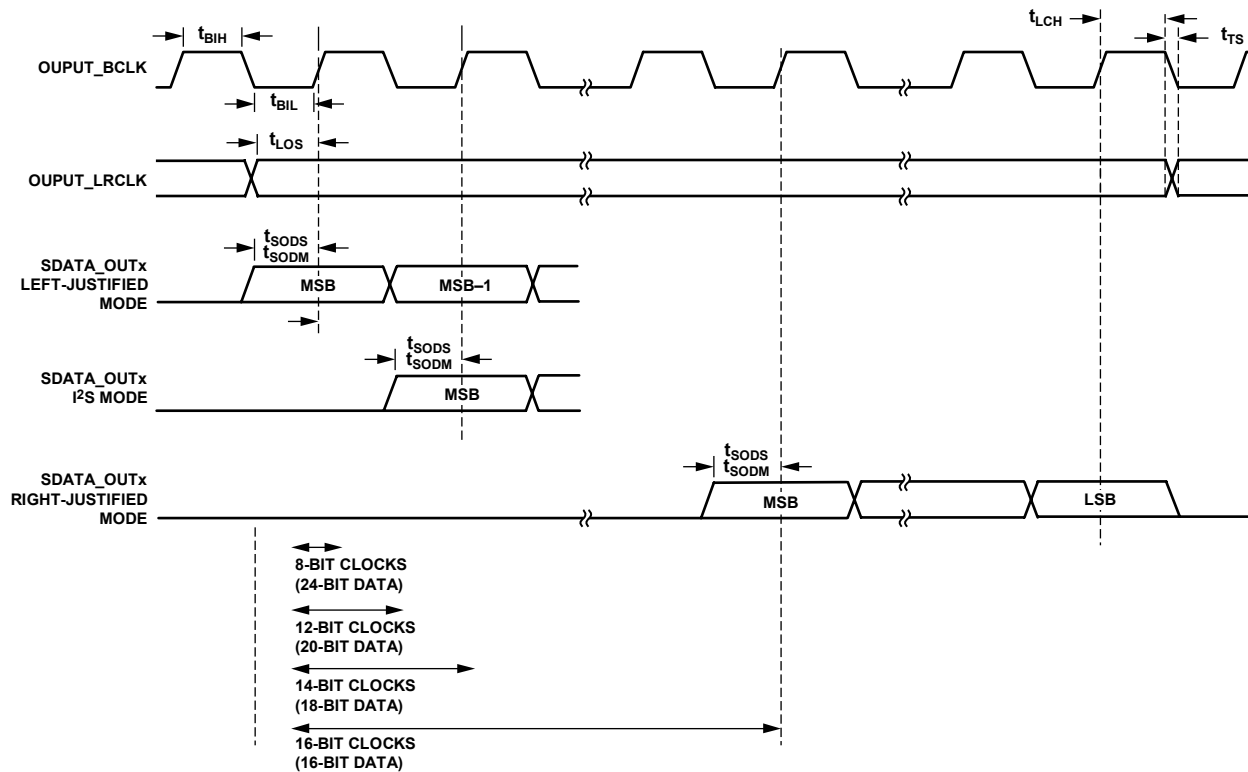 tBIH
tLCH
tTS
OUPUT_BCLK
tBIL
tLOS
OUPUT_LRCLK
tSODS
tSODM
SDATA_OUTx
LEFT-JUSTIFIED
MODE
MSB
MSB–1
tSODS
tSODM
SDATA_OUTx
I²S MODE
MSB
tSODS
tSODM
SDATA_OUTx
RIGHT-JUSTIFIED
MODE
MSB
LSB
8-BIT CLOCKS
(24-BIT DATA)
12-BIT CLOCKS
(20-BIT DATA)
14-BIT CLOCKS
(18-BIT DATA)
16-BIT CLOCKS
(16-BIT DATA)